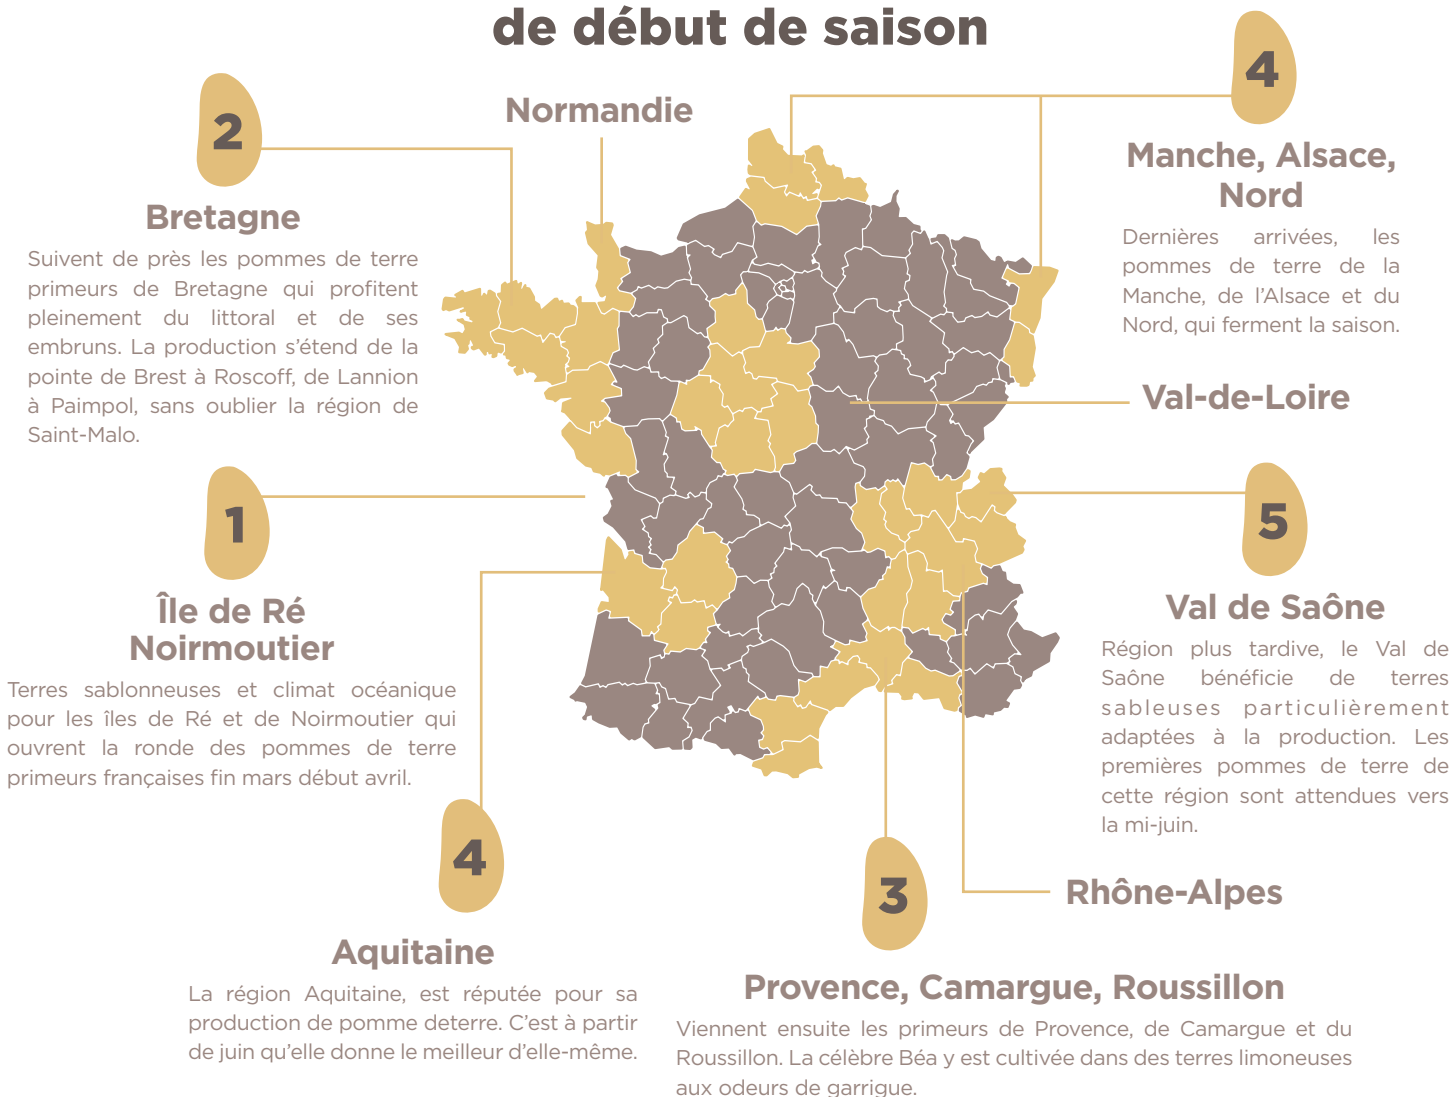 de début de saison
2
Bretagne
Suivent de près les pommes de terre
primeurs de Bretagne qui profitent
pleinement du littoral et de ses
embruns. La production s’étend de la
pointe de Brest à Roscoff, de Lannion
à Paimpol, sans oublier la région de
Saint-Malo.
Normandie
4
Manche, Alsace,
Nord
Dernières arrivées, les
pommes de terre de la
Manche, de l’Alsace et du
Nord, qui ferment la saison.
Val-de-Loire
1
Île de Ré
Noirmoutier
Terres sablonneuses et climat océanique
pour les îles de Ré et de Noirmoutier qui
ouvrent la ronde des pommes de terre
primeurs françaises fin mars début avril.
5
Val de Saône
Région plus tardive, le Val de
Saône bénéficie de terres
sableuses particulièrement
adaptées à la production. Les
premières pommes de terre de
cette région sont attendues vers
la mi-juin.
Rhône-Alpes
4
Aquitaine
La région Aquitaine, est réputée pour sa
production de pomme deterre. C’est à partir
de juin qu’elle donne le meilleur d’elle-même.
3
Provence, Camargue, Roussillon
Viennent ensuite les primeurs de Provence, de Camargue et du
Roussillon. La célèbre Béa y est cultivée dans des terres limoneuses
aux odeurs de garrigue.